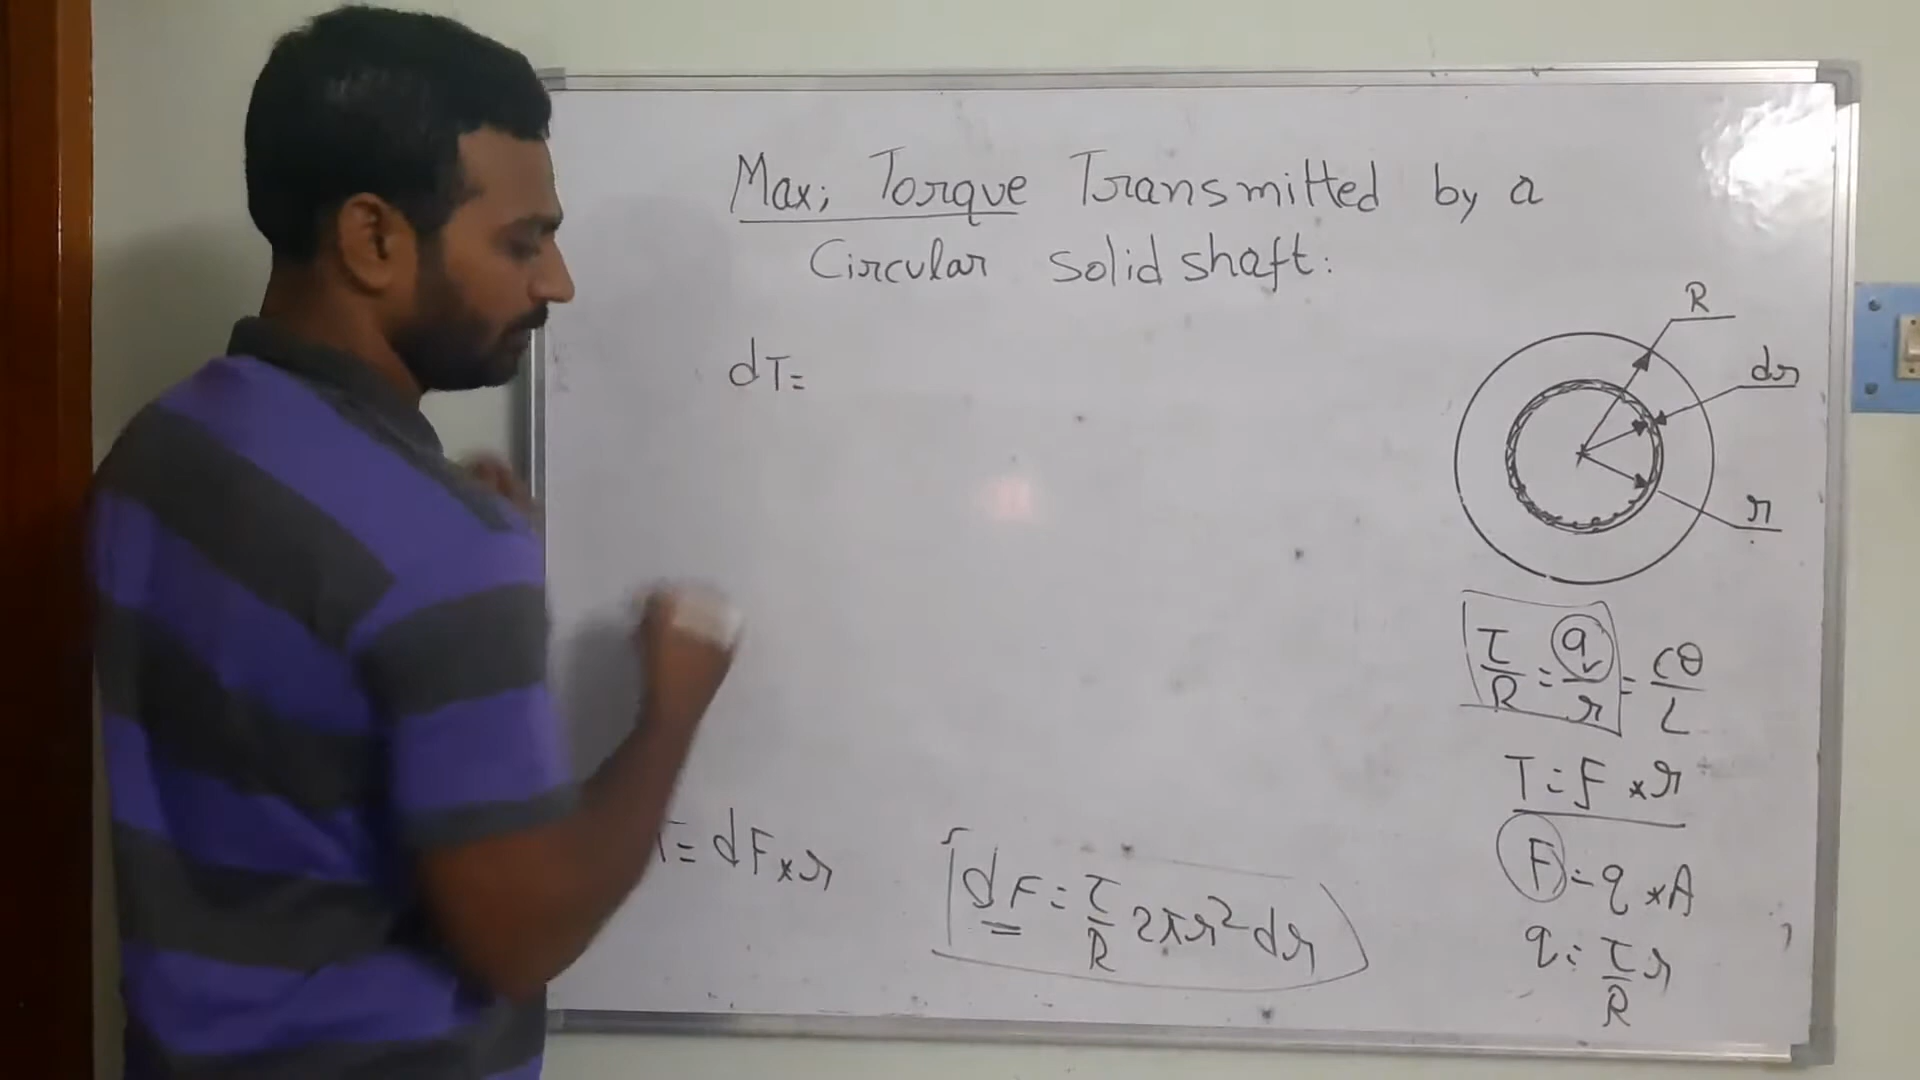 Max; Torque Transmitted by a
Circular solid shaft:
dT=
R
dr
r
τ/R = q/r = cθ/L
T = F × r
F = q × A
q = τ/R r
T = dF × r
dF = τ/R 2πr² dr